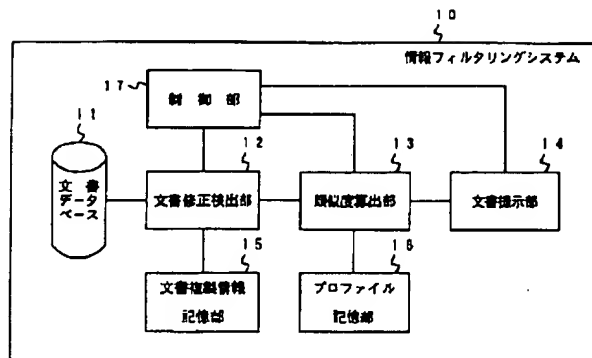 10
情報フィルタリングシステム
17
制御部
11
12
13
14
文書
データ
ベース
文書修正検出部
類似度算出部
文書提示部
15
16
文書複製情報
記憶部
プロファイル
記憶部